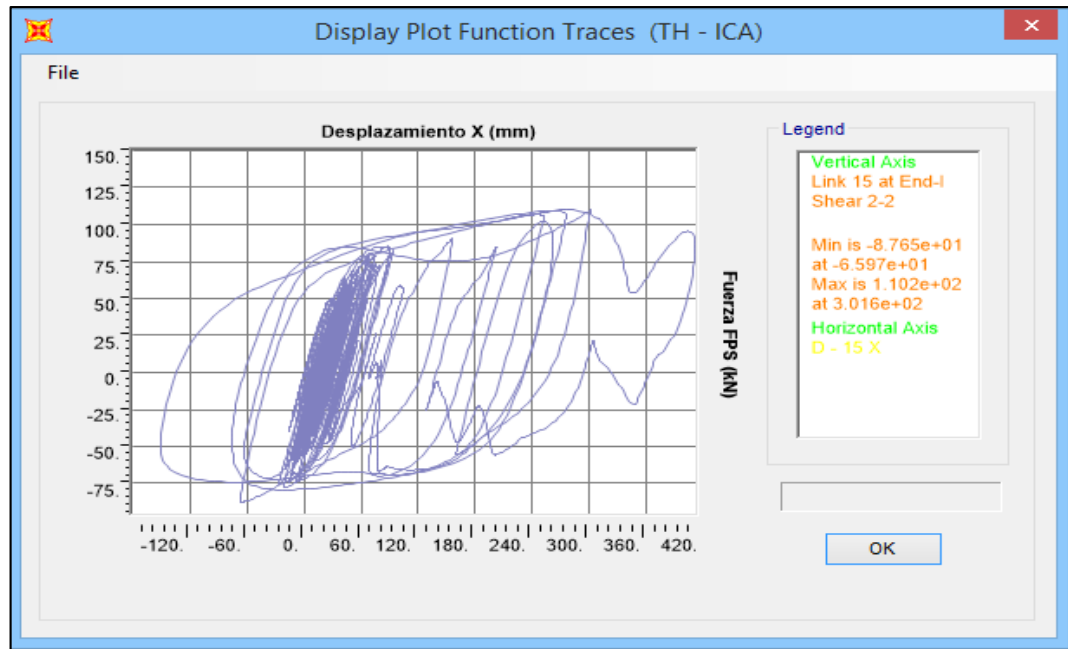 Display Plot Function Traces (TH - ICA)
File
Desplazamiento X (mm)
150.
125.
100.
75.
50.
25.
0.
-25.
-50.
-75.
-120. -60. 0. 60. 120. 180. 240. 300. 360. 420.
Fuerza FPS (kN)
Legend
Vertical Axis
Link 15 at End-I
Shear 2-2
Min is -8.765e+01
at -6.597e+01
Max is 1.102e+02
at 3.016e+02
Horizontal Axis
D - 15 X
OK